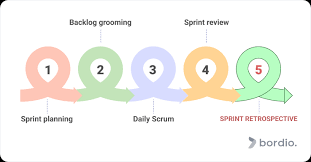 Backlog grooming
Sprint review
1
2
3
4
5
Sprint planning
Daily Scrum
SPRINT RETROSPECTIVE
bordio.